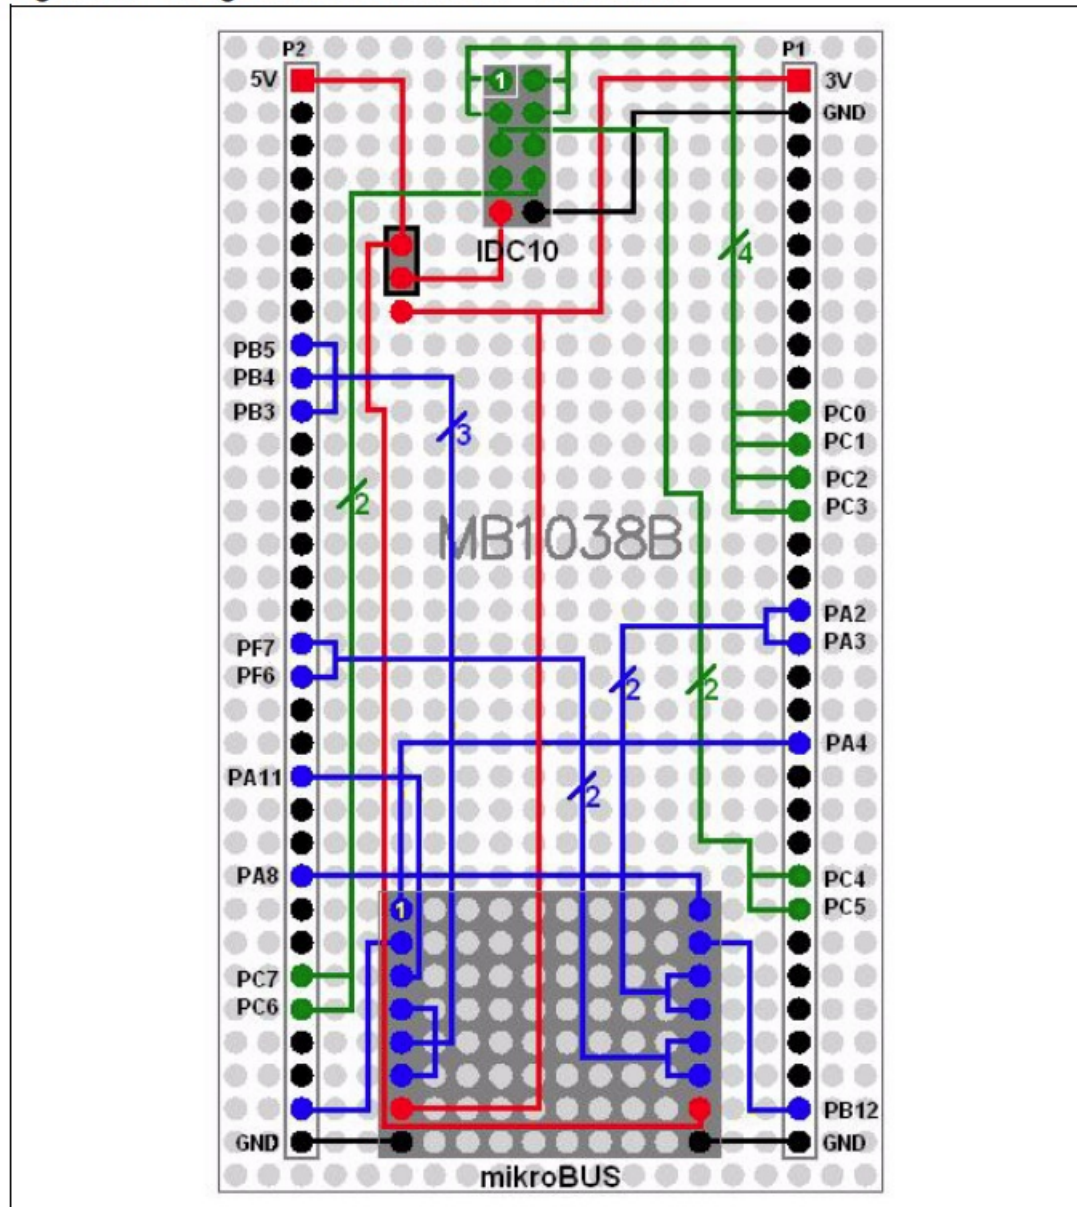 P2
P1
5V
1
3V
GND
IDC10
4
PB5
PB4
PB3
3
PC0
PC1
PC2
PC3
2
MB1038B
PA2
PA3
PF7
PF6
2
2
PA4
PA11
2
PA8
PC4
PC5
1
PC7
PC6
PB12
GND
GND
mikroBUS